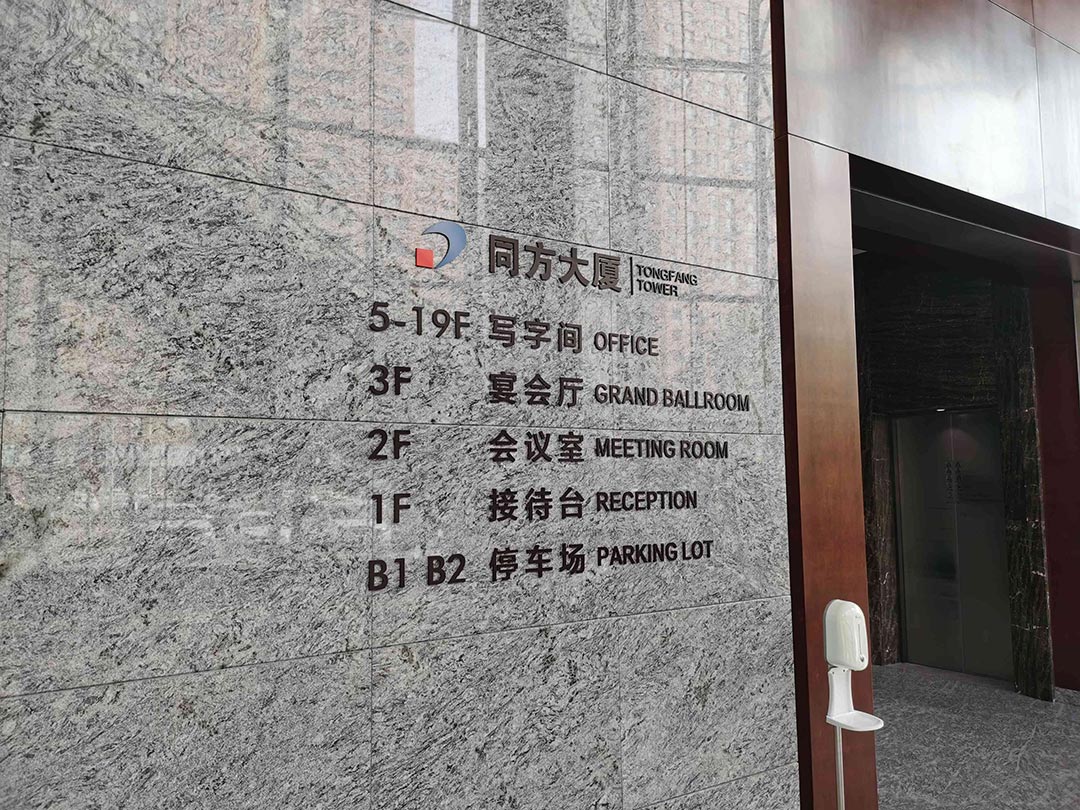 同方大厦 TONGFANG TOWER
5-19F 写字间 OFFICE
3F 宴会厅 GRAND BALLROOM
2F 会议室 MEETING ROOM
1F 接待台 RECEPTION
B1 B2 停车场 PARKING LOT